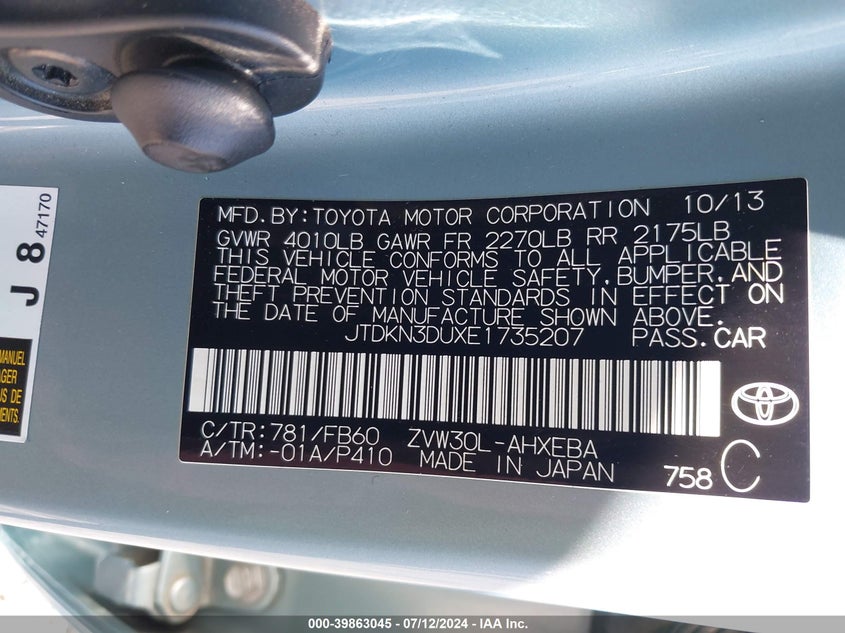 MFD.BY:TOYOTA MOTOR CORPORATION 10/13
GVWR 4010LB GAWR FR 2270LB RR 2175LB
THIS VEHICLE CONFORMS TO ALL APPLICABLE
FEDERAL MOTOR VEHICLE SAFETY,BUMPER,AND
THEFT PREVENTION STANDARDS IN EFFECT ON
THE DATE OF MANUFACTURE SHOWN ABOVE.
JTDKN3DUXE1735207 PASS.CAR
C/TR:781/FB60 ZVW30L-AHXEBA
A/TM:-01A/P410 MADE IN JAPAN
758 C
J 8
47170
MANUEL
US DE
MENTS.
000-39863045 - 07/12/2024 - IAA Inc.